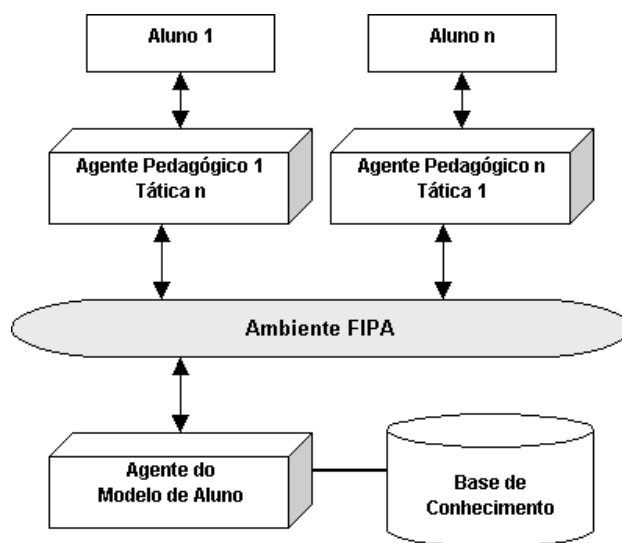 Aluno 1
Aluno n
Agente Pedagógico 1
Tática n
Agente Pedagógico n
Tática 1
Ambiente FIPA
Agente do
Modelo de Aluno
Base de
Conhecimento